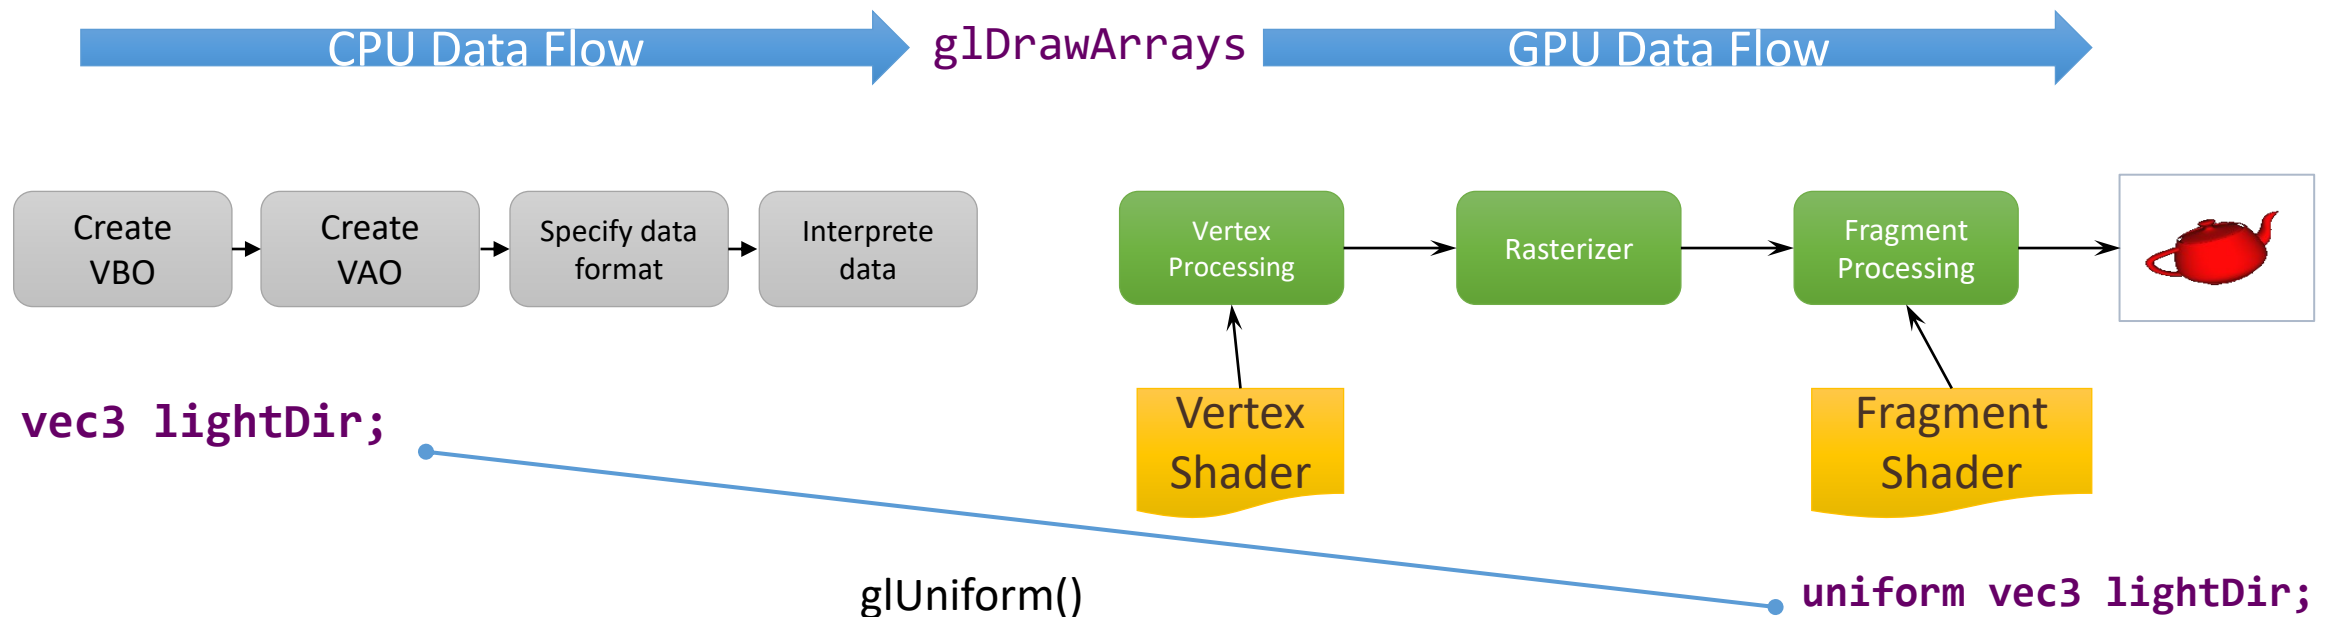 CPU Data Flow
glDrawArrays
GPU Data Flow
Create
VBO
Create
VAO
Specify data
format
Interprete
data
Vertex
Processing
Rasterizer
Fragment
Processing
vec3 lightDir;
Vertex
Shader
Fragment
Shader
glUniform()
uniform vec3 lightDir;